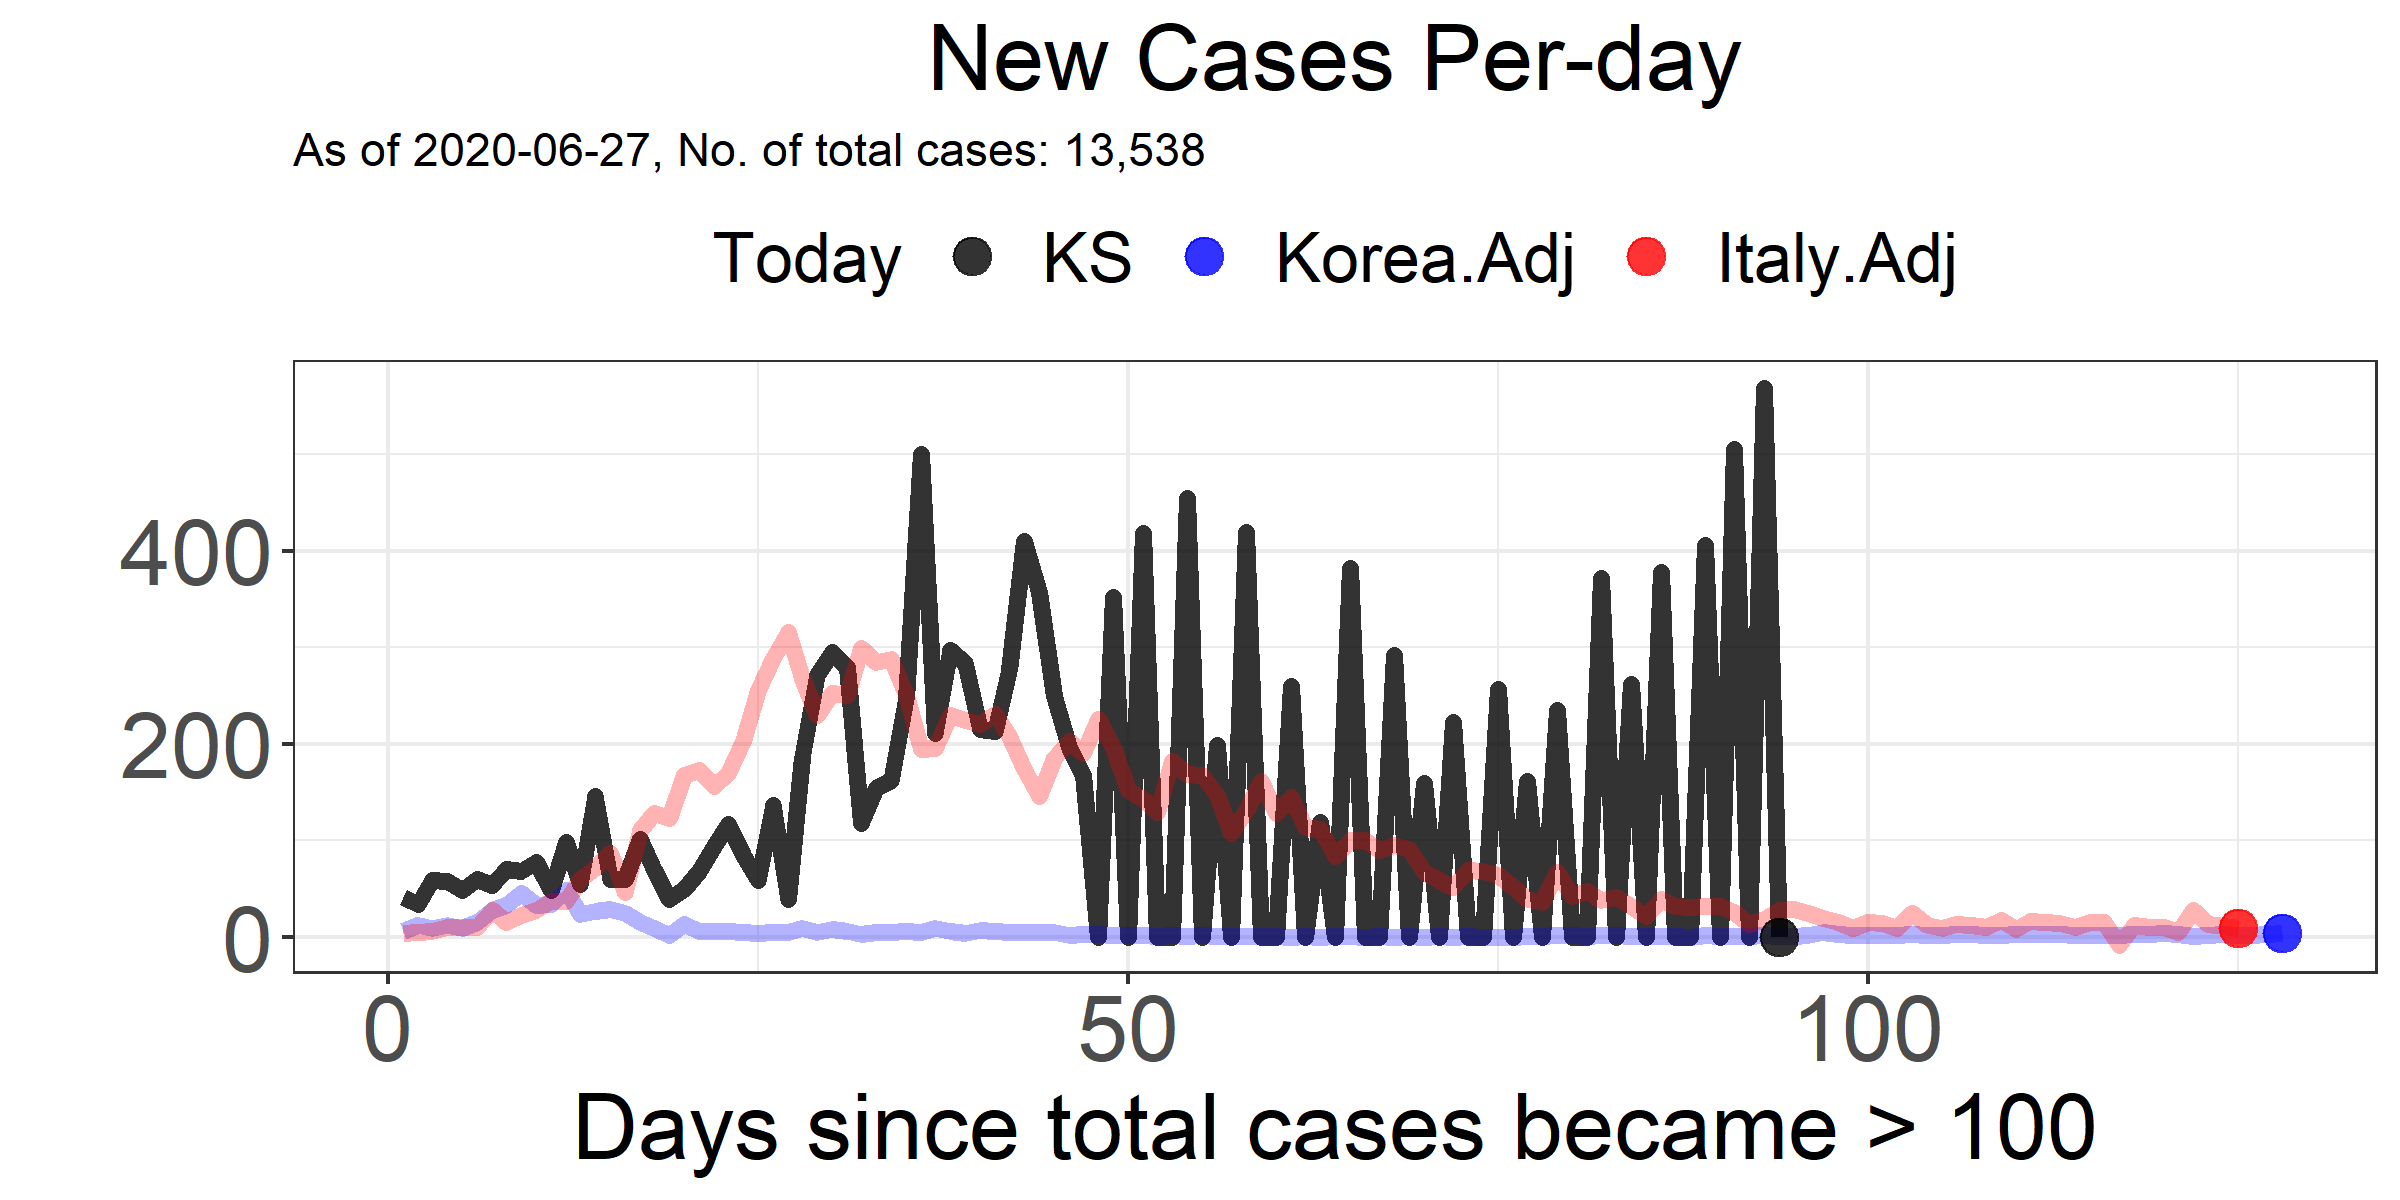 New Cases Per-day
As of 2020-06-27, No. of total cases: 13,538
Today KS Korea.Adj Italy.Adj
400
200
0
0 50 100
Days since total cases became > 100